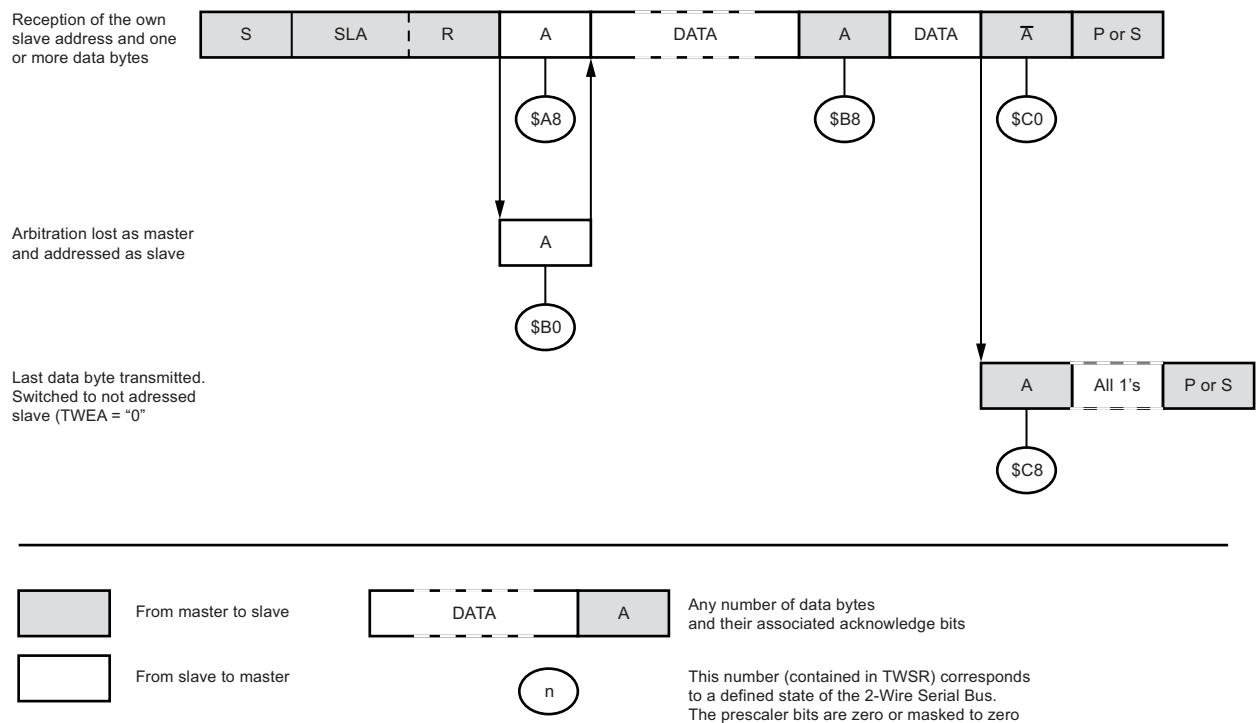 Reception of the own
slave address and one
or more data bytes
S SLA R A DATA A DATA A̅ P or S
$A8 $B8 $C0
Arbitration lost as master
and addressed as slave
A
$B0
Last data byte transmitted.
Switched to not adressed
slave (TWEA = “0”
A All 1's P or S
$C8
From master to slave
DATA A
Any number of data bytes
and their associated acknowledge bits
From slave to master
n
This number (contained in TWSR) corresponds
to a defined state of the 2-Wire Serial Bus.
The prescaler bits are zero or masked to zero